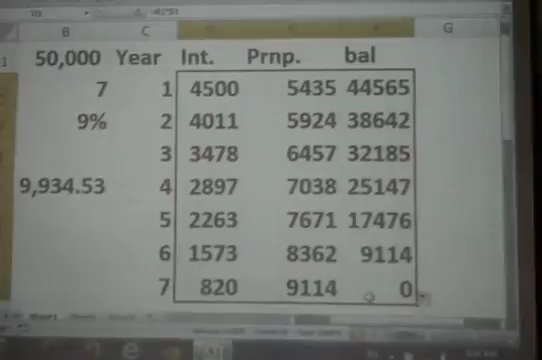 B C G
1 50,000 Year Int. Prnp. bal
7 1 4500 5435 44565
9% 2 4011 5924 38642
3 3478 6457 32185
9,934.53 4 2897 7038 25147
5 2263 7671 17476
6 1573 8362 9114
7 820 9114 0